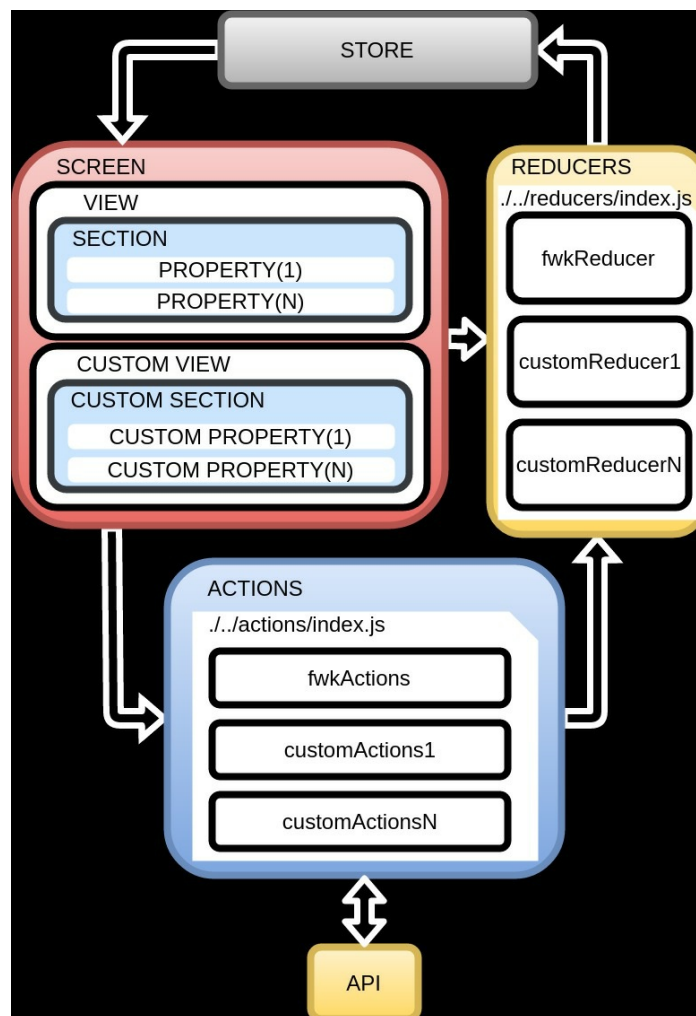 STORE
SCREEN
VIEW
SECTION
PROPERTY(1)
PROPERTY(N)
CUSTOM VIEW
CUSTOM SECTION
CUSTOM PROPERTY(1)
CUSTOM PROPERTY(N)
REDUCERS
./../reducers/index.js
fwkReducer
customReducer1
customReducerN
ACTIONS
./../actions/index.js
fwkActions
customActions1
customActionsN
API